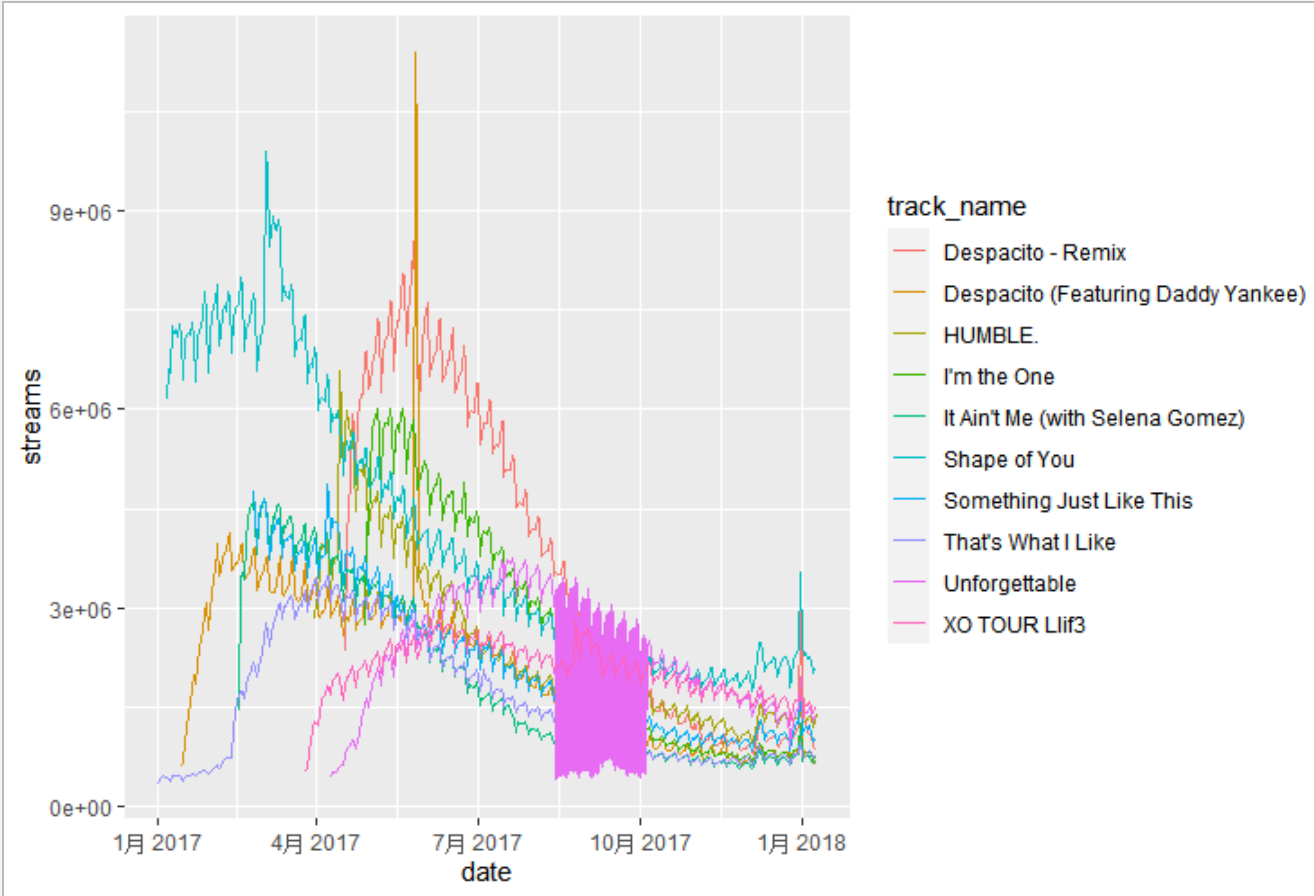 9e+06
6e+06
3e+06
0e+00
streams
1月 2017
4月 2017
7月 2017
10月 2017
1月 2018
date
track_name
Despacito - Remix
Despacito (Featuring Daddy Yankee)
HUMBLE.
I'm the One
It Ain't Me (with Selena Gomez)
Shape of You
Something Just Like This
That's What I Like
Unforgettable
XO TOUR Llif3